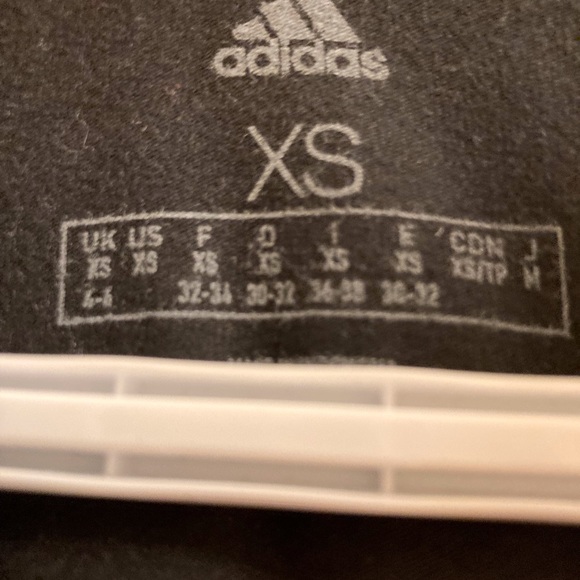 adidas
XS
UK US F D I E CDN J
XS XS XS XS XS XS XS/TP M
4-6 32-34 30-32 36-38 30-32